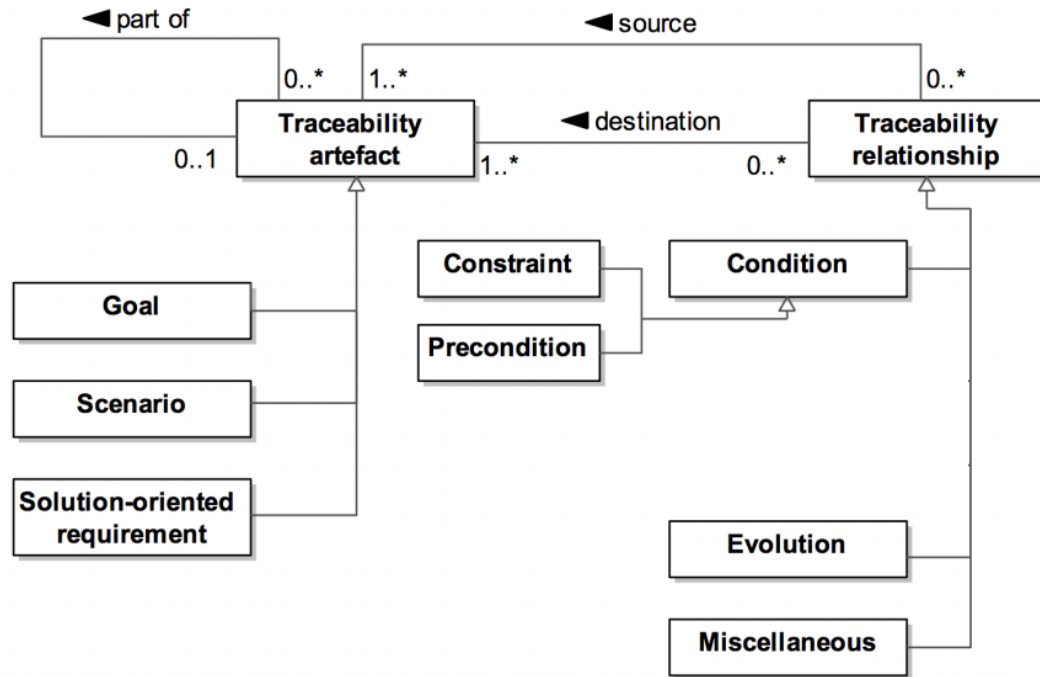 ◄ part of
◄ source
0..*
1..*
0..*
Traceability
artefact
◄ destination
Traceability
relationship
0..1
1..*
0..*
Constraint
Condition
Goal
Precondition
Scenario
Solution-oriented
requirement
Evolution
Miscellaneous